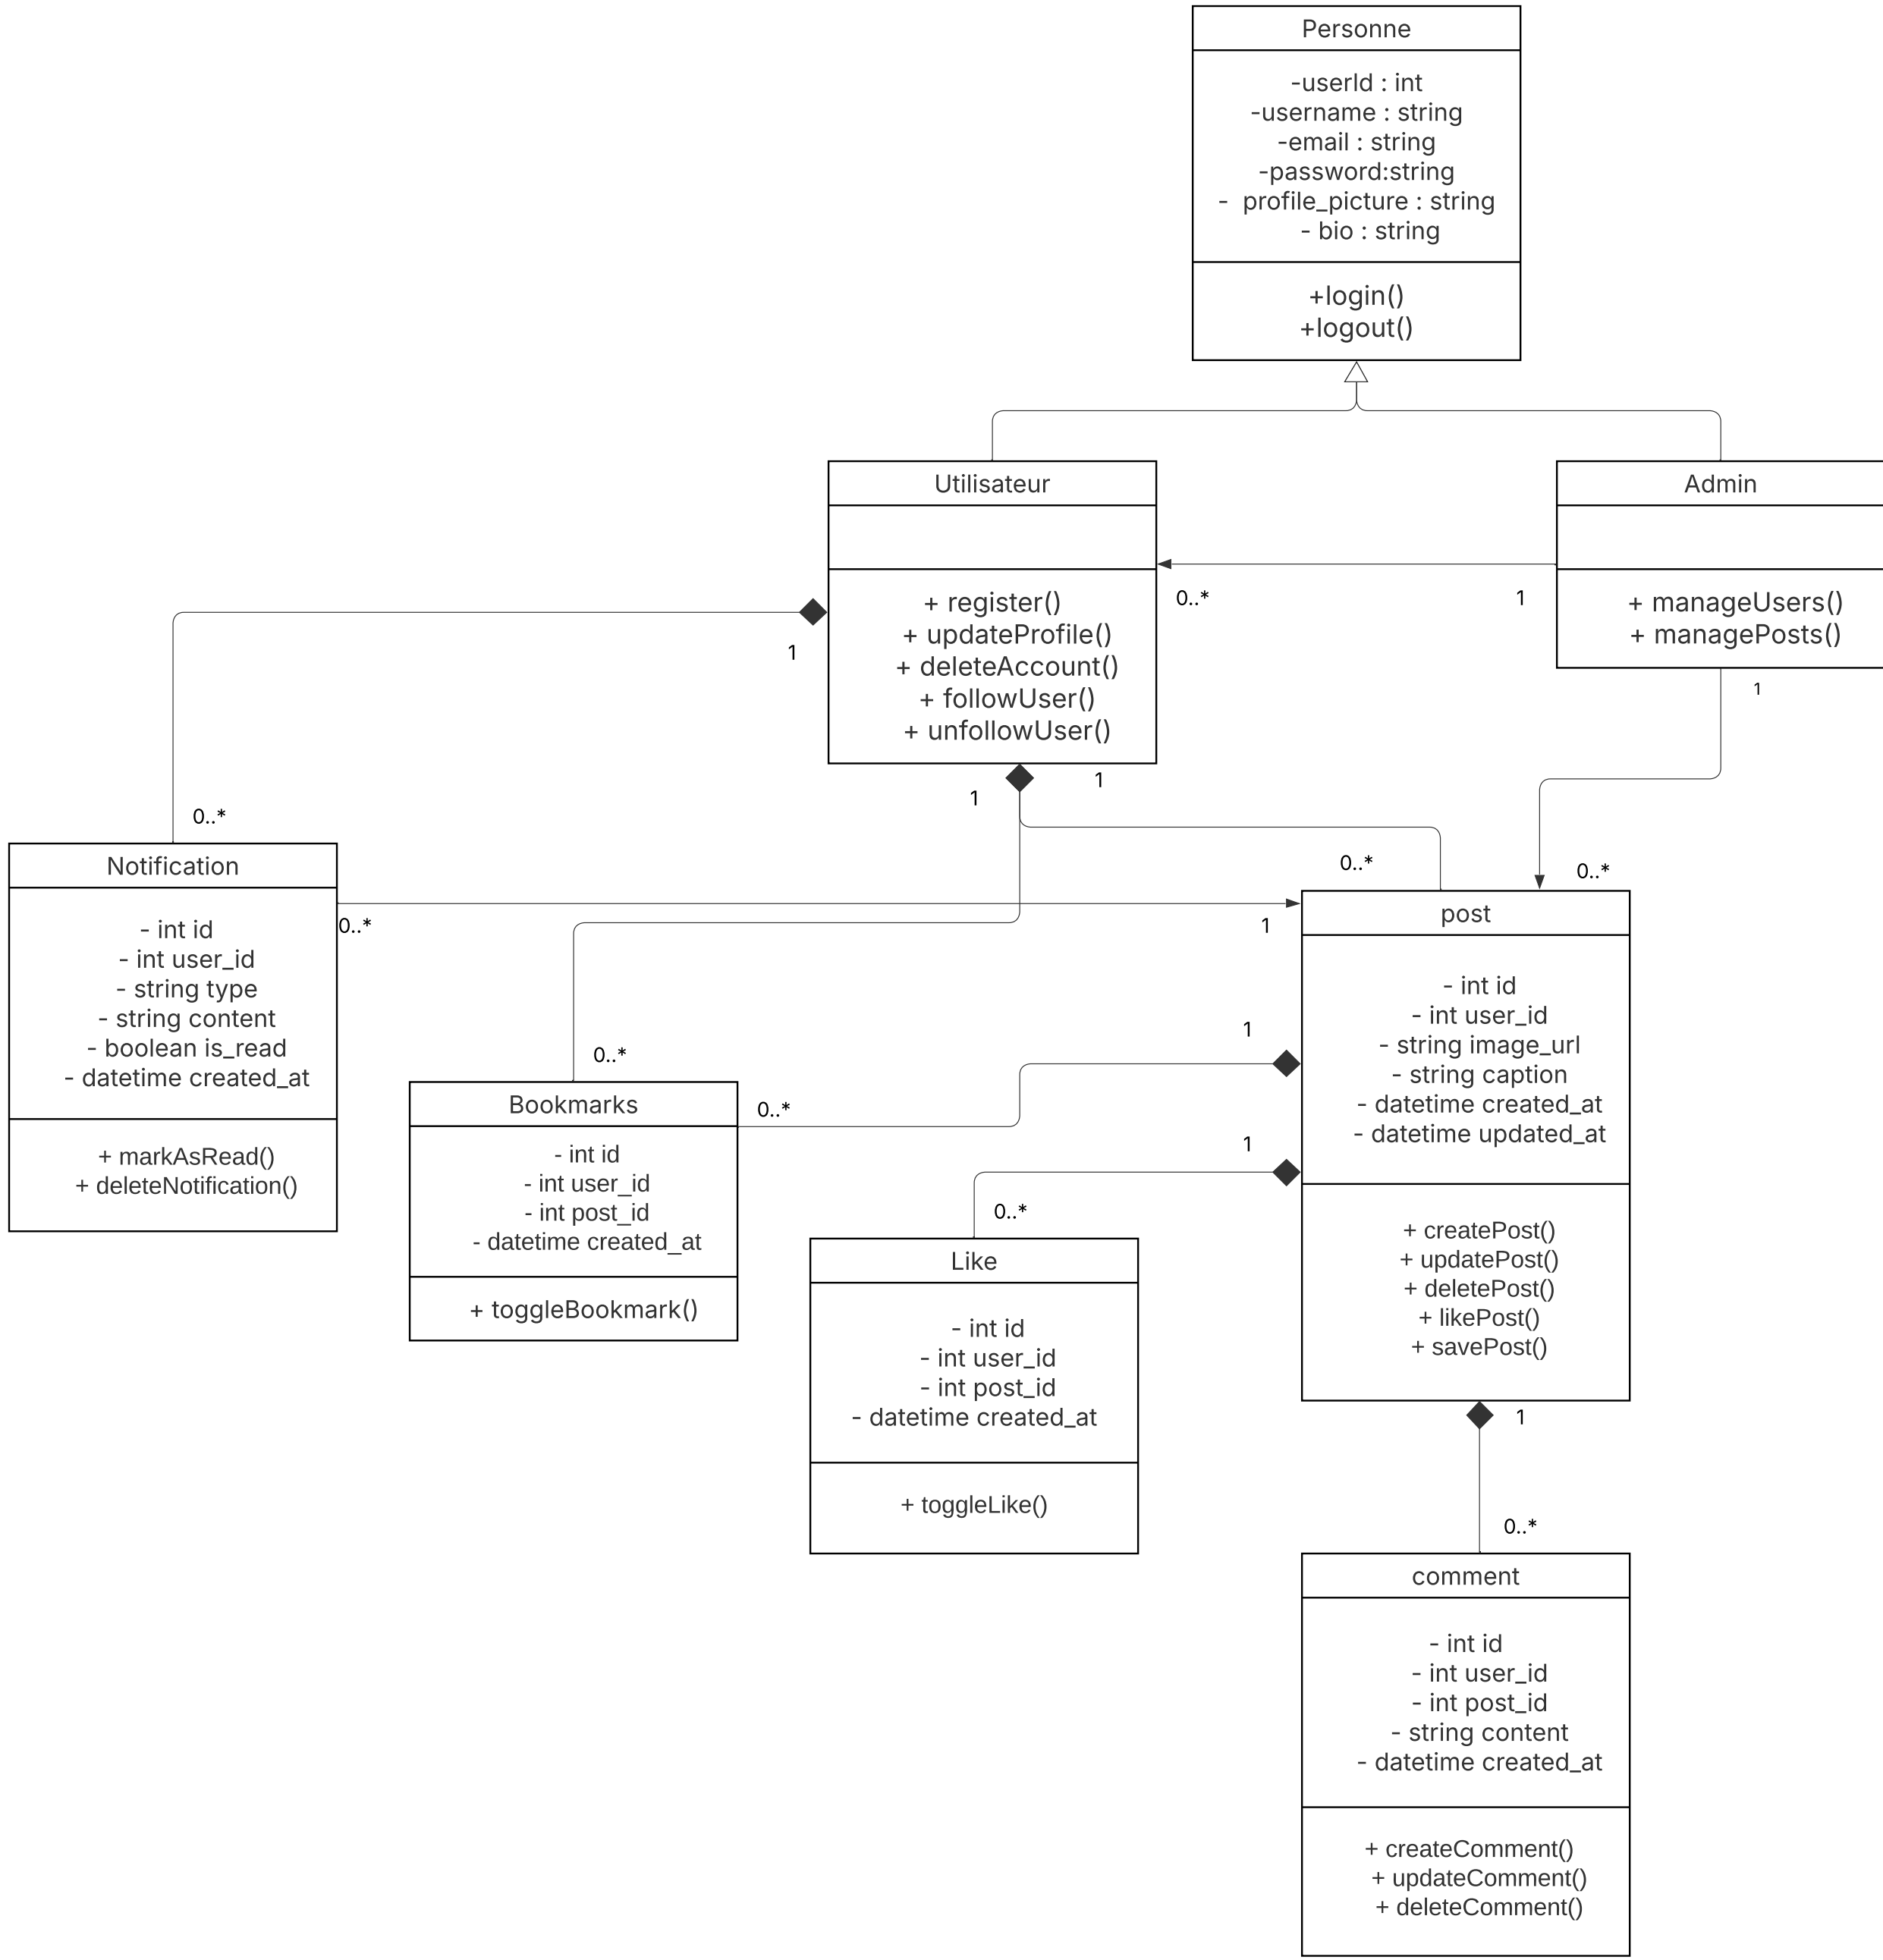 Personne
-userId : int
-username : string
-email : string
-password:string
- profile_picture : string
- bio : string
+login()
+logout()
Utilisateur
+ register()
+ updateProfile()
+ deleteAccount()
+ followUser()
+ unfollowUser()
Admin
+ manageUsers()
+ managePosts()
0..*
1
1
1
1
1
0..*
0..*
0..*
Notification
- int id
- int user_id
- string type
- string content
- boolean is_read
- datetime created_at
+ markAsRead()
+ deleteNotification()
0..*
1
post
- int id
- int user_id
- string image_url
- string caption
- datetime created_at
- datetime updated_at
+ createPost()
+ updatePost()
+ deletePost()
+ likePost()
+ savePost()
0..*
1
0..*
Bookmarks
- int id
- int user_id
- int post_id
- datetime created_at
+ toggleBookmark()
1
0..*
Like
- int id
- int user_id
- int post_id
- datetime created_at
+ toggleLike()
1
0..*
comment
- int id
- int user_id
- int post_id
- string content
- datetime created_at
+ createComment()
+ updateComment()
+ deleteComment()